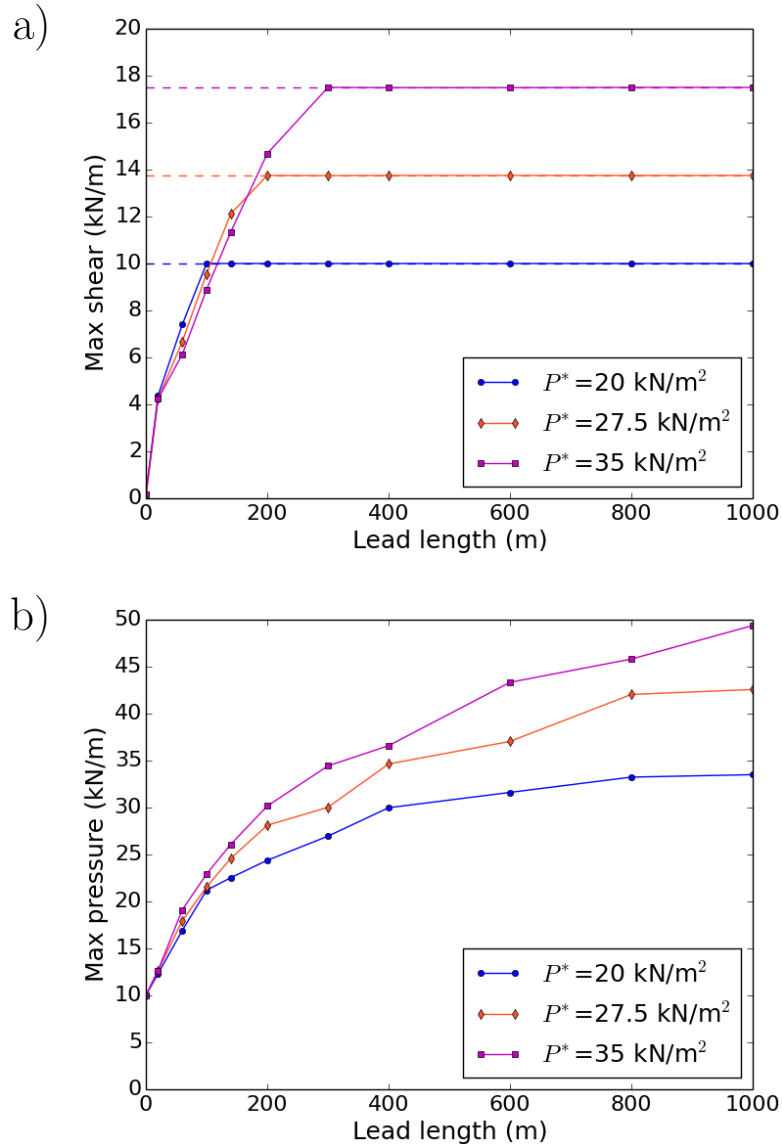 a)
20
18
16
14
12
10
8
6
4
2
0
Max shear (kN/m)
P*=20 kN/m²
P*=27.5 kN/m²
P*=35 kN/m²
0 200 400 600 800 1000
Lead length (m)
b)
50
45
40
35
30
25
20
15
10
5
0
Max pressure (kN/m)
P*=20 kN/m²
P*=27.5 kN/m²
P*=35 kN/m²
0 200 400 600 800 1000
Lead length (m)